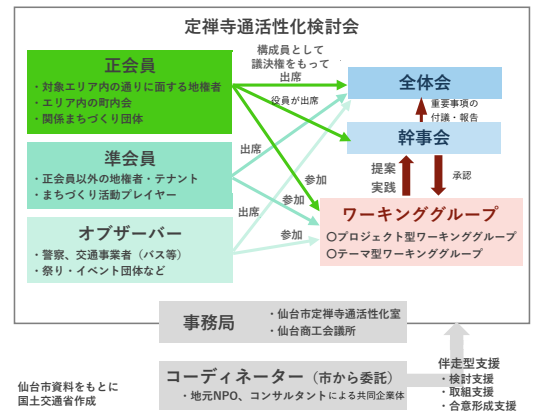 定禅寺通活性化検討会
正会員
・対象エリア内の通りに面する地権者
・エリア内の町内会
・関係まちづくり団体
準会員
・正会員以外の地権者・テナント
・まちづくり活動プレイヤー
オブザーバー
・警察、交通事業者（バス等）
・祭り・イベント団体など
構成員として
議決権をもって
出席
役員が出席
出席
参加
参加
出席
参加
全体会
重要事項の
付議・報告
幹事会
提案
実践
承認
ワーキンググループ
〇プロジェクト型ワーキンググループ
〇テーマ型ワーキンググループ
事務局
・仙台市定禅寺通活性化室
・仙台商工会議所
コーディネーター（市から委託）
・地元NPO、コンサルタントによる共同企業体
伴走型支援
・検討支援
・取組支援
・合意形成支援
仙台市資料をもとに
国土交通省作成